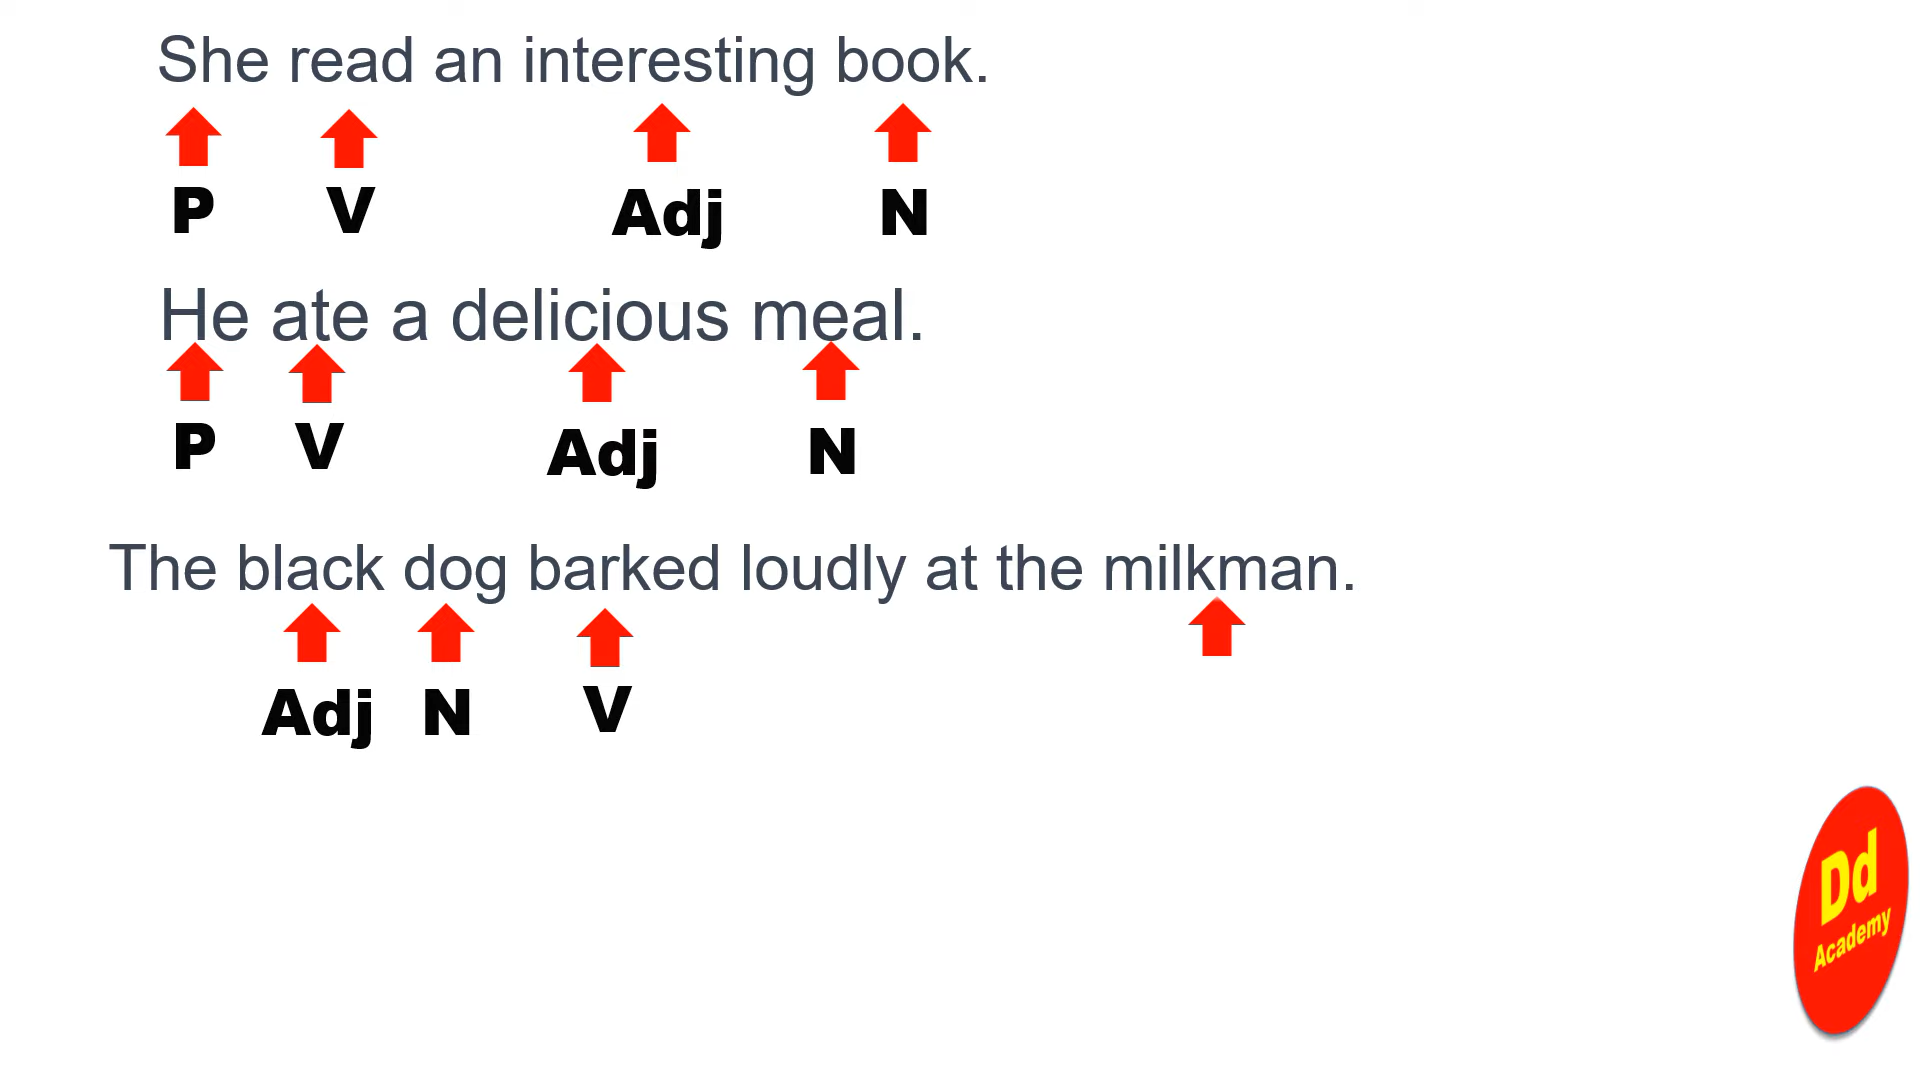 She read an interesting book.
P V Adj N
He ate a delicious meal.
P V Adj N
The black dog barked loudly at the milkman.
Adj N V
Dd
Academy